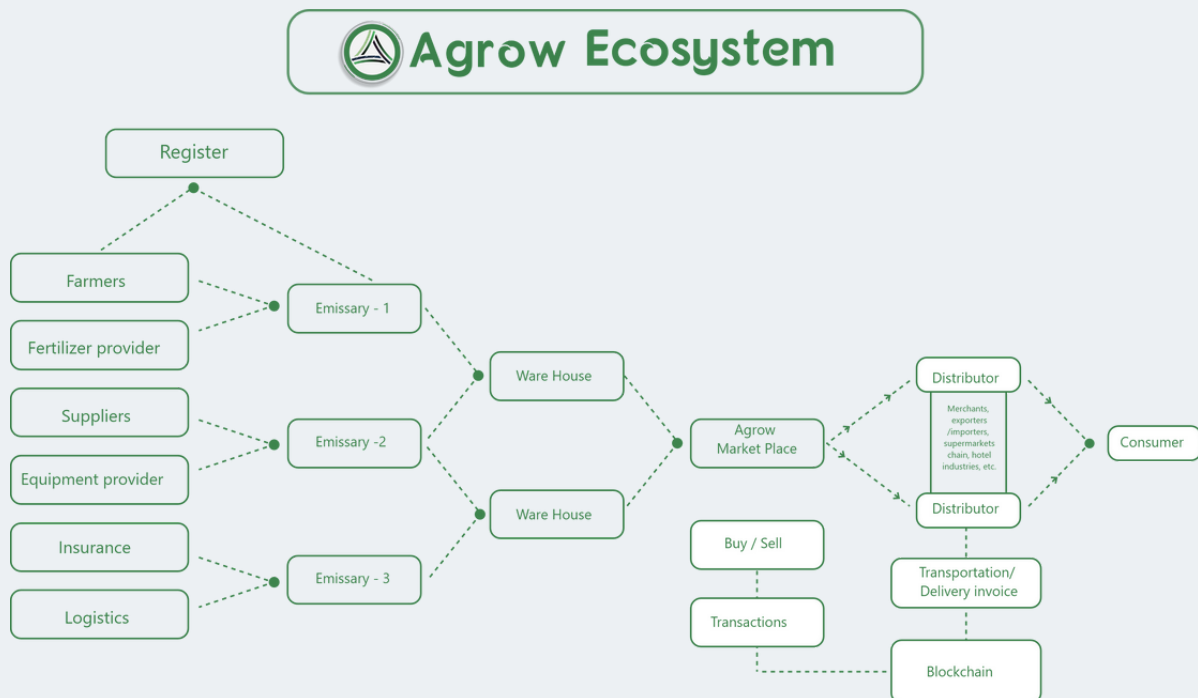 Agrow Ecosystem
Register
Farmers
Fertilizer provider
Suppliers
Equipment provider
Insurance
Logistics
Emissary - 1
Emissary -2
Emissary - 3
Ware House
Ware House
Agrow
Market Place
Distributor
Merchants,
exporters
/importers,
supermarkets
chain, hotel
industries, etc.
Distributor
Consumer
Buy / Sell
Transactions
Transportation/
Delivery invoice
Blockchain